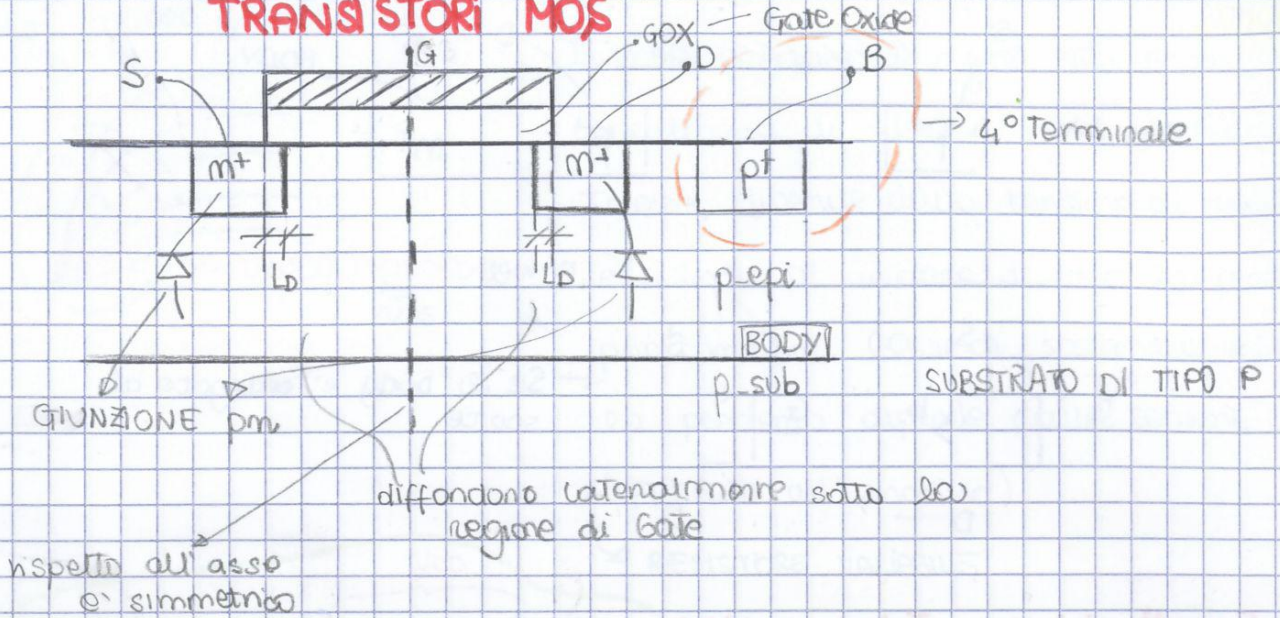 TRANSISTORI MOS
G
GOX — Gate Oxide
S
D
B
→ 4° Terminale
n+
n+
p+
LD
LD
p-epi
BODY
p-sub
SUBSTRATO DI TIPO P
GIUNZIONE pn
diffondono lateralmente sotto la
regione di Gate
rispetto all'asse
è simmetrico